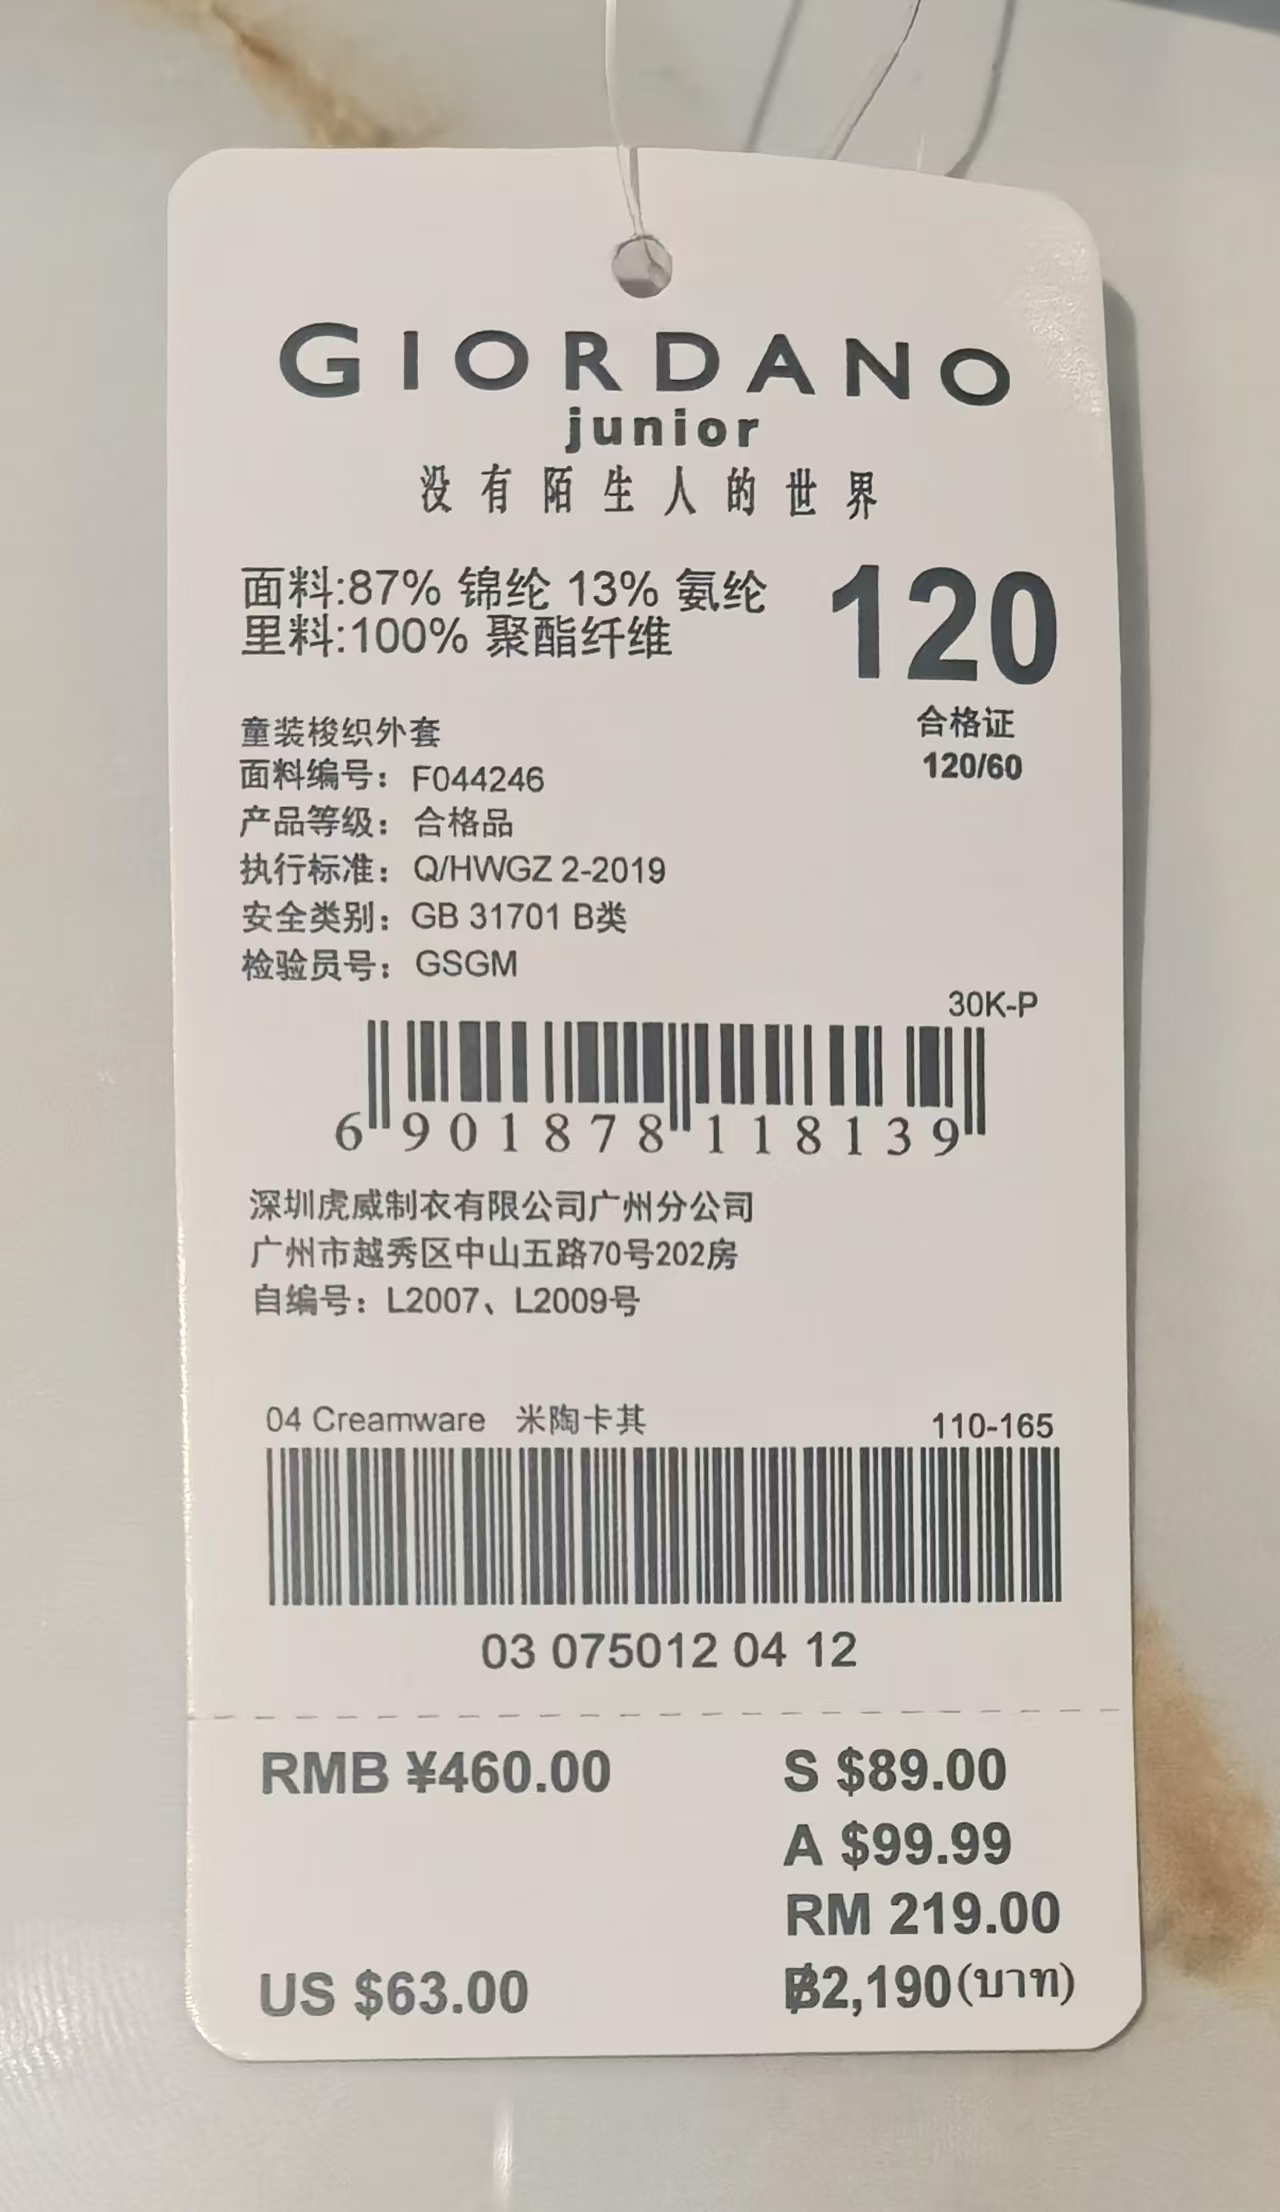 GIORDANO
junior
没有陌生人的世界
面料:87% 锦纶 13% 氨纶
里料:100% 聚酯纤维
120
合格证
120/60
童装梭织外套
面料编号：F044246
产品等级：合格品
执行标准：Q/HWGZ 2-2019
安全类别：GB 31701 B类
检验员号：GSGM
30K-P
6 901878 118139
深圳虎威制衣有限公司广州分公司
广州市越秀区中山五路70号202房
自编号：L2007、L2009号
04 Creamware 米陶卡其 110-165
03 075012 04 12
RMB ¥460.00 S $89.00
A $99.99
RM 219.00
US $63.00 ฿2,190(บาท)